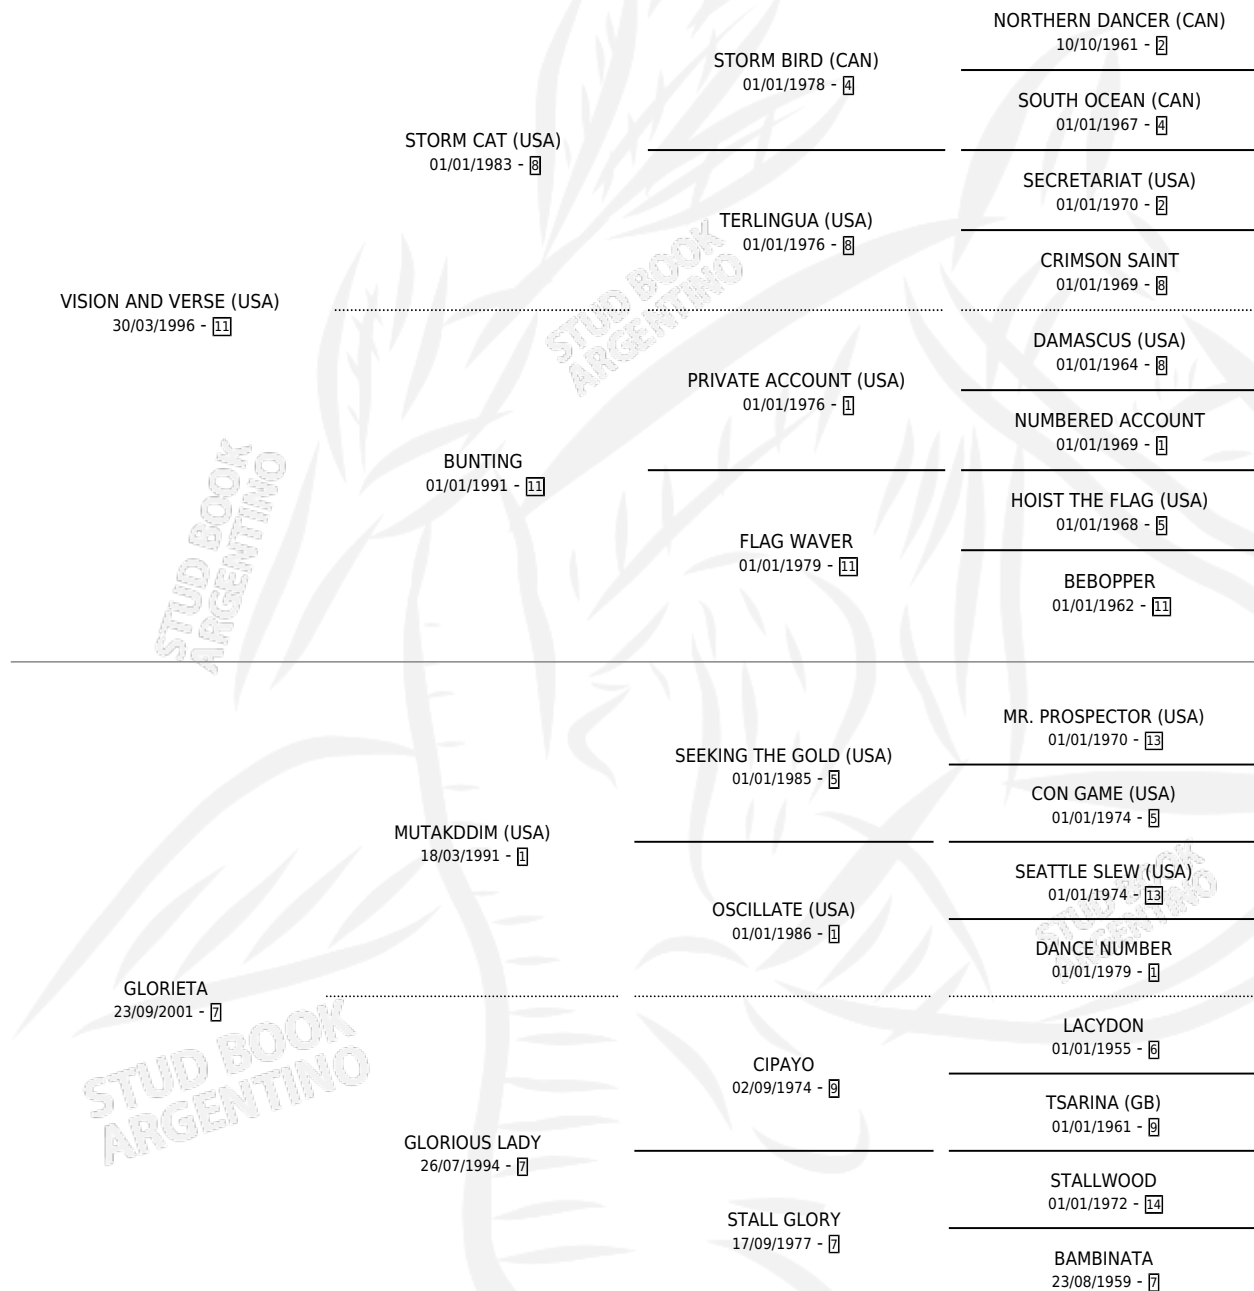 NORTHERN DANCER (CAN)
10/10/1961 - 2
STORM BIRD (CAN)
01/01/1978 - 4
SOUTH OCEAN (CAN)
01/01/1967 - 4
STORM CAT (USA)
01/01/1983 - 8
SECRETARIAT (USA)
01/01/1970 - 2
TERLINGUA (USA)
01/01/1976 - 8
CRIMSON SAINT
01/01/1969 - 8
VISION AND VERSE (USA)
30/03/1996 - 11
DAMASCUS (USA)
01/01/1964 - 8
PRIVATE ACCOUNT (USA)
01/01/1976 - 1
NUMBERED ACCOUNT
01/01/1969 - 1
BUNTING
01/01/1991 - 11
HOIST THE FLAG (USA)
01/01/1968 - 5
FLAG WAVER
01/01/1979 - 11
BEBOPPER
01/01/1962 - 11
MR. PROSPECTOR (USA)
01/01/1970 - 13
SEEKING THE GOLD (USA)
01/01/1985 - 5
CON GAME (USA)
01/01/1974 - 5
MUTAKDDIM (USA)
18/03/1991 - 1
SEATTLE SLEW (USA)
01/01/1974 - 13
OSCILLATE (USA)
01/01/1986 - 1
DANCE NUMBER
01/01/1979 - 1
GLORIETA
23/09/2001 - 7
LACYDON
01/01/1955 - 6
CIPAYO
02/09/1974 - 9
TSARINA (GB)
01/01/1961 - 9
GLORIOUS LADY
26/07/1994 - 7
STALLWOOD
01/01/1972 - 14
STALL GLORY
17/09/1977 - 7
BAMBINATA
23/08/1959 - 7
STUD BOOK
ARGENTINO
STUD BOOK
ARGENTINO
STUD BOOK
ARGENTINO
STUD BOOK
ARGENTINO